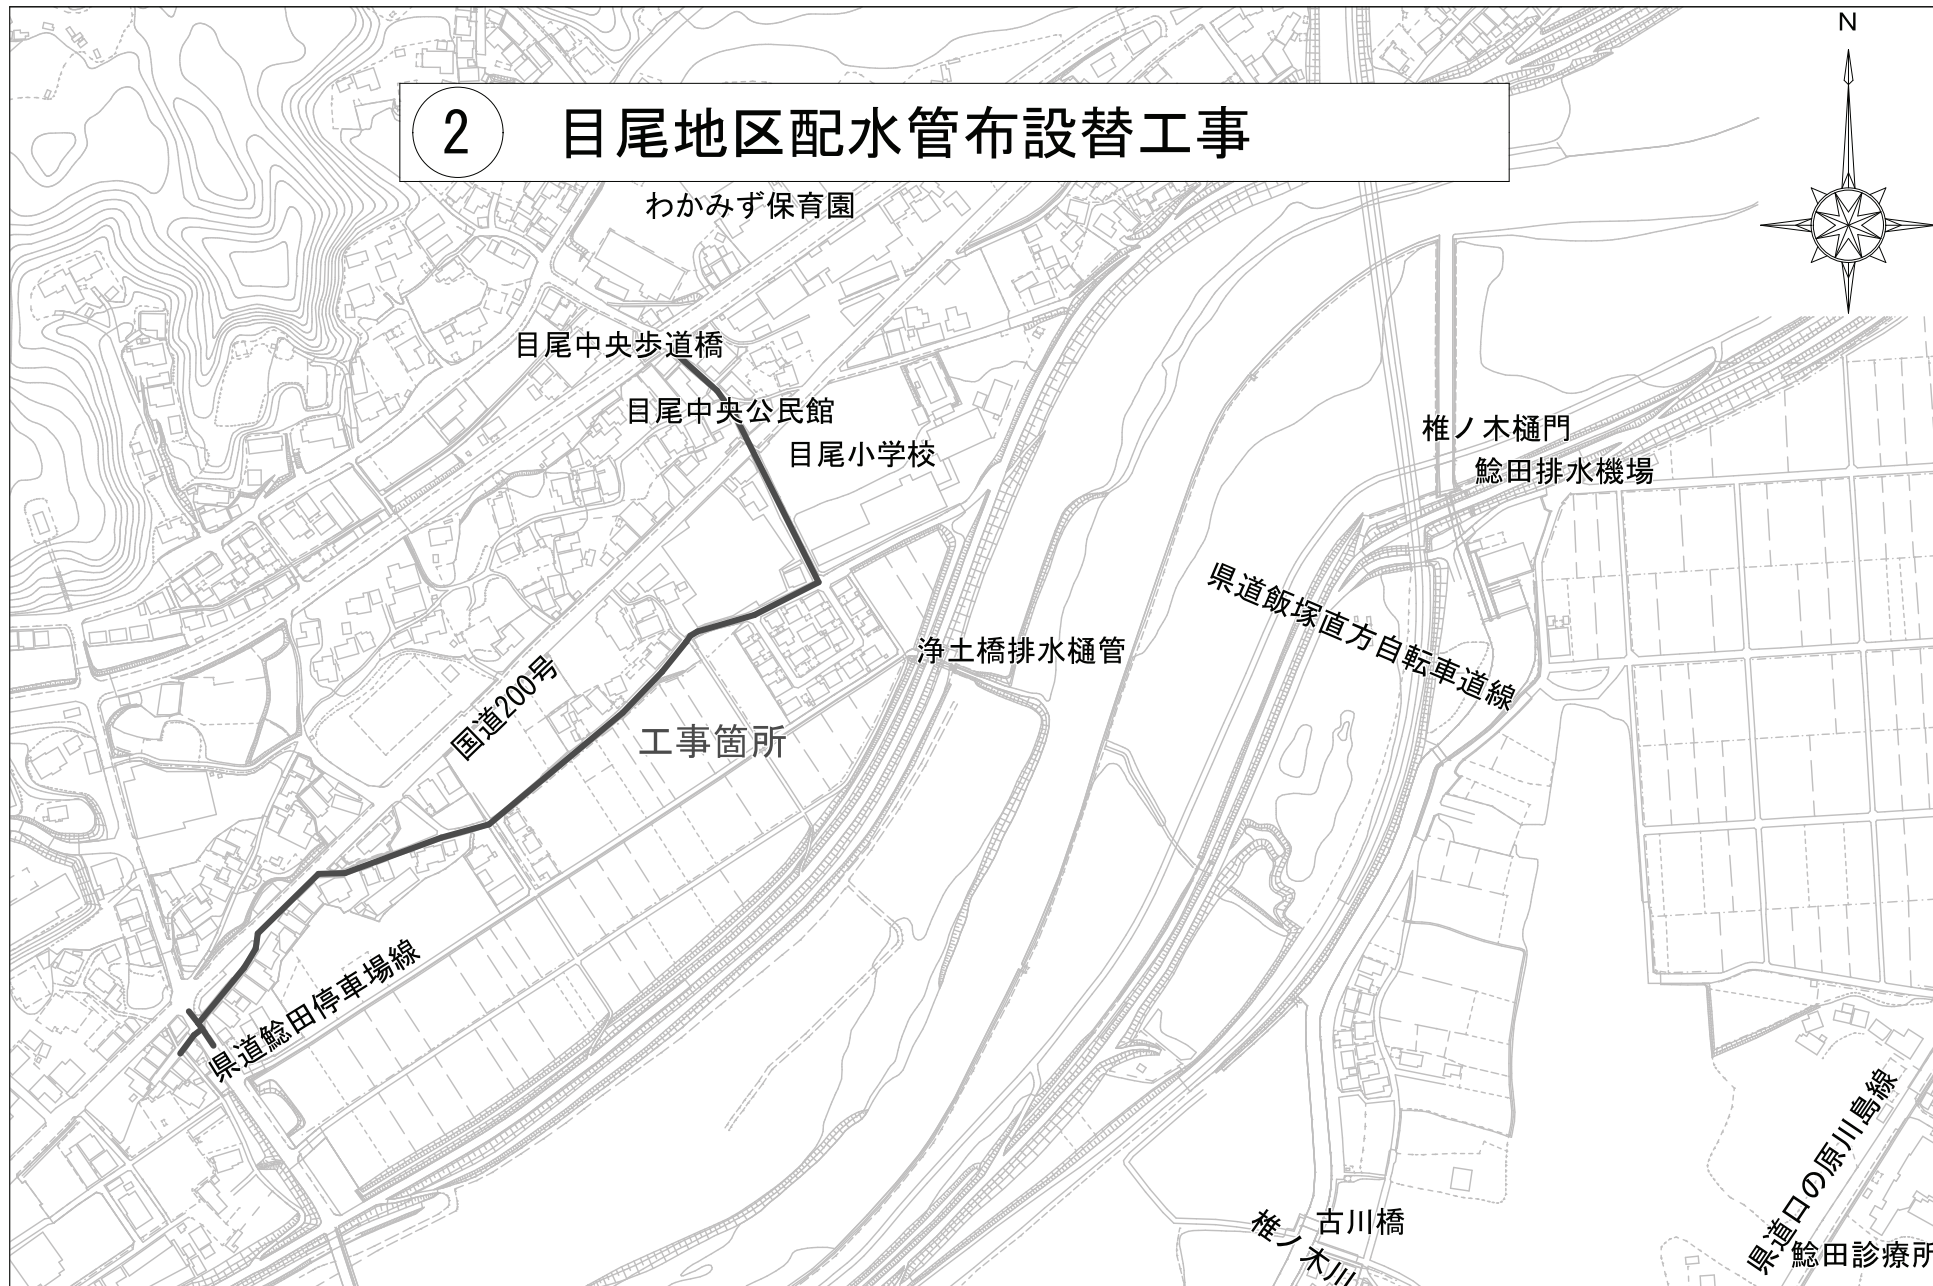 N
② 目尾地区配水管布設替工事
わかみず保育園
目尾中央歩道橋
目尾中央公民館
目尾小学校
椎ノ木樋門
鯰田排水機場
県道飯塚直方自転車道線
浄土橋排水樋管
国道200号
工事箇所
県道鯰田停車場線
県道口の原川島線
古川橋
椎ノ木川
鯰田診療所